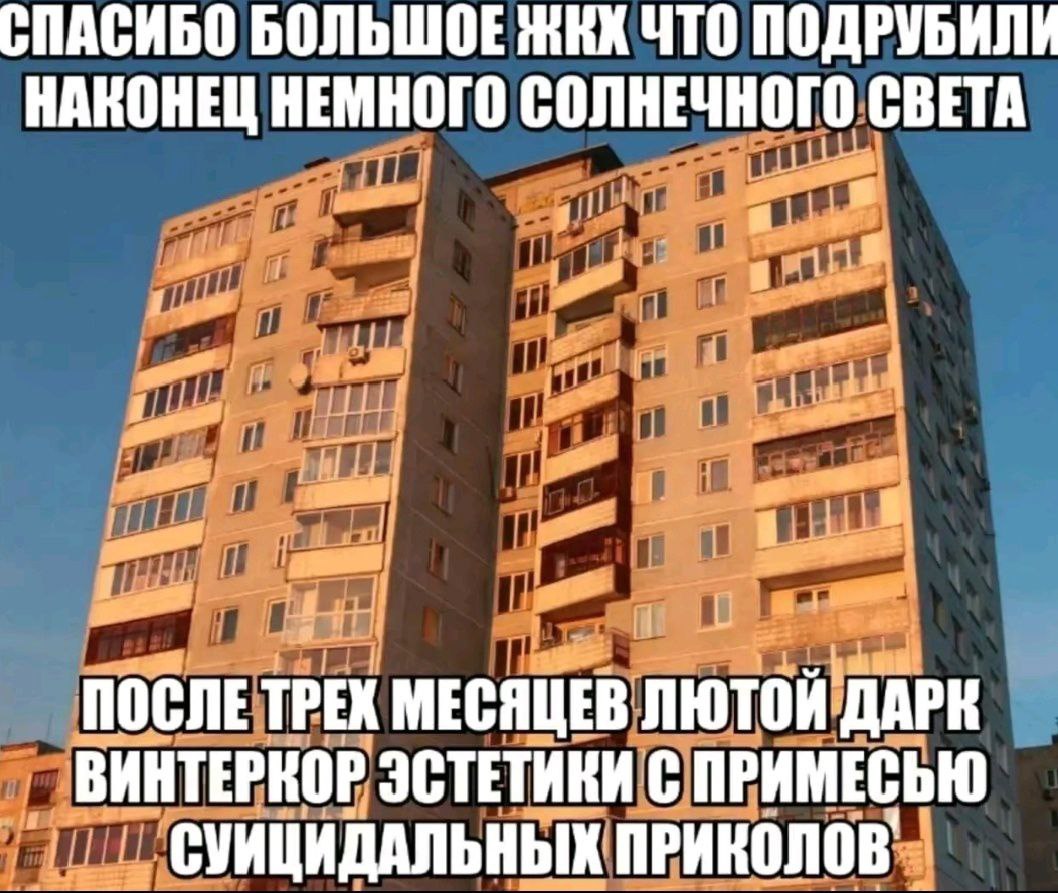 СПАСИБО БОЛЬШОЕ ЖКХ ЧТО ПОДРУБИЛИ
НАКОНЕЦ НЕМНОГО СОЛНЕЧНОГО СВЕТА
ПОСЛЕ ТРЕХ МЕСЯЦЕВ ЛЮТОЙ ДАРК
ВИНТЕРКОР ЭСТЕТИКИ С ПРИМЕСЬЮ
СУИЦИДАЛЬНЫХ ПРИКОЛОВ